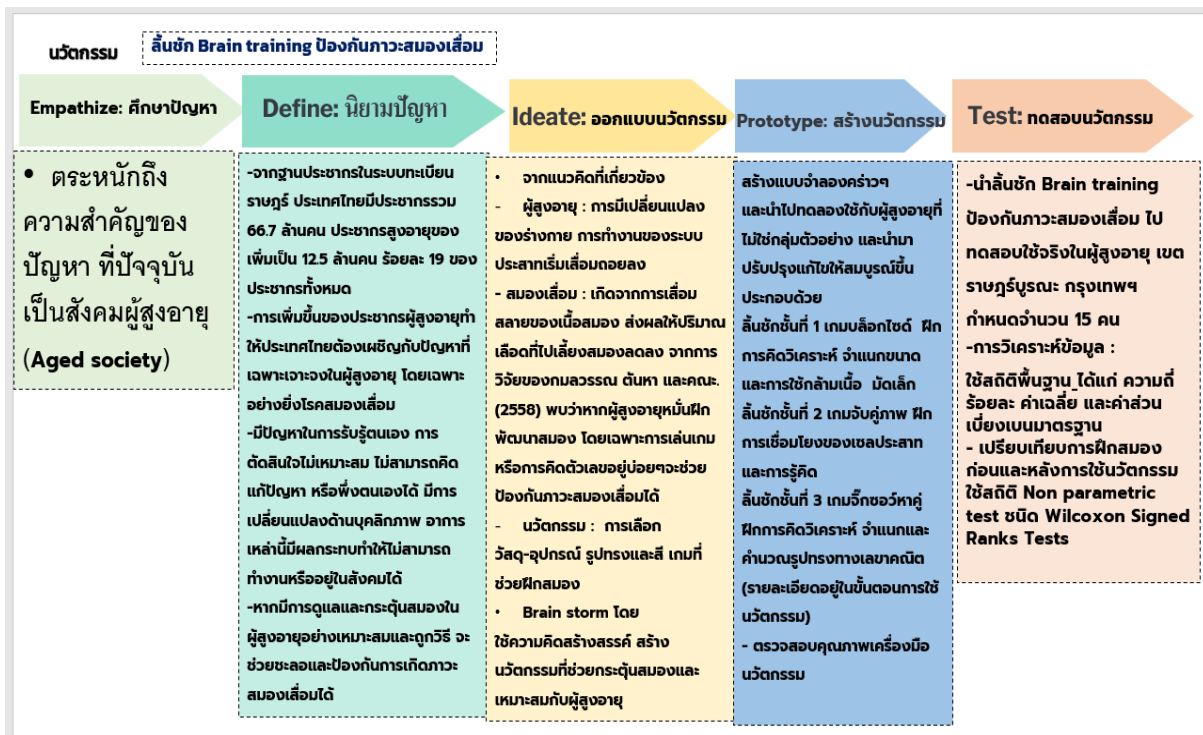 นวัตกรรม
ลิ้นชัก Brain training ป้องกันภาวะสมองเสื่อม
Empathize: ศึกษาปัญหา
• ตระหนักถึง
ความสำคัญของ
ปัญหา ที่ปัจจุบัน
เป็นสังคมผู้สูงอายุ
(Aged society)
Define: นิยามปัญหา
-จากฐานประชากรในระบบทะเบียน
ราษฎร์ ประเทศไทยมีประชากรรวม
66.7 ล้านคน ประชากรสูงอายุของ
เพิ่มเป็น 12.5 ล้านคน ร้อยละ 19 ของ
ประชากรทั้งหมด
-การเพิ่มขึ้นของประชากรผู้สูงอายุทำ
ให้ประเทศไทยต้องเผชิญกับปัญหาที่
เฉพาะเจาะจงในผู้สูงอายุ โดยเฉพาะ
อย่างยิ่งโรคสมองเสื่อม
-มีปัญหาในการรับรู้ตนเอง การ
ตัดสินใจไม่เหมาะสม ไม่สามารถคิด
แก้ปัญหา หรือพึ่งตนเองได้ มีการ
เปลี่ยนแปลงด้านบุคลิกภาพ อาการ
เหล่านี้มีผลกระทบทำให้ไม่สามารถ
ทำงานหรืออยู่ในสังคมได้
-หากมีการดูแลและกระตุ้นสมองใน
ผู้สูงอายุอย่างเหมาะสมและถูกวิธี จะ
ช่วยชะลอและป้องกันการเกิดภาวะ
สมองเสื่อมได้
Ideate: ออกแบบนวัตกรรม
• จากแนวคิดที่เกี่ยวข้อง
- ผู้สูงอายุ : การมีเปลี่ยนแปลง
ของร่างกาย การทำงานของระบบ
ประสาทเริ่มเสื่อมถอยลง
- สมองเสื่อม : เกิดจากการเสื่อม
สลายของเนื้อสมอง ส่งผลให้ปริมาณ
เลือดที่ไปเลี้ยงสมองลดลง จากการ
วิจัยของกมลวรรณ ตันหา และคณะ.
(2558) พบว่าหากผู้สูงอายุหมั่นฝึก
พัฒนาสมอง โดยเฉพาะการเล่นเกม
หรือการคิดตัวเลขอยู่บ่อยๆจะช่วย
ป้องกันภาวะสมองเสื่อมได้
- นวัตกรรม : การเลือก
วัสดุ-อุปกรณ์ รูปทรงและสี เกมที่
ช่วยฝึกสมอง
• Brain storm โดย
ใช้ความคิดสร้างสรรค์ สร้าง
นวัตกรรมที่ช่วยกระตุ้นสมองและ
เหมาะสมกับผู้สูงอายุ
Prototype: สร้างนวัตกรรม
สร้างแบบจำลองคร่าวๆ
และนำไปทดลองใช้กับผู้สูงอายุที่
ไม่ใช่กลุ่มตัวอย่าง และนำมา
ปรับปรุงแก้ไขให้สมบูรณ์ขึ้น
ประกอบด้วย
ลิ้นชักชั้นที่ 1 เกมบล็อกไซด์ ฝึก
การคิดวิเคราะห์ จำแนกขนาด
และการใช้กล้ามเนื้อ มัดเล็ก
ลิ้นชักชั้นที่ 2 เกมจับคู่ภาพ ฝึก
การเชื่อมโยงของเซลประสาท
และการรู้คิด
ลิ้นชักชั้นที่ 3 เกมจิ๊กซอว์หาคู่
ฝึกการคิดวิเคราะห์ จำแนกและ
คำนวณรูปทรงทางเลขาคณิต
(รายละเอียดอยู่ในขั้นตอนการใช้
นวัตกรรม)
- ตรวจสอบคุณภาพเครื่องมือ
นวัตกรรม
Test: ทดสอบนวัตกรรม
-นำลิ้นชัก Brain training
ป้องกันภาวะสมองเสื่อม ไป
ทดสอบใช้จริงในผู้สูงอายุ เขต
ราษฎร์บูรณะ กรุงเทพฯ
กำหนดจำนวน 15 คน
-การวิเคราะห์ข้อมูล :
ใช้สถิติพื้นฐาน ได้แก่ ความถี่
ร้อยละ ค่าเฉลี่ย และค่าส่วน
เบี่ยงเบนมาตรฐาน
- เปรียบเทียบการฝึกสมอง
ก่อนและหลังการใช้นวัตกรรม
ใช้สถิติ Non parametric
test ชนิด Wilcoxon Signed
Ranks Tests